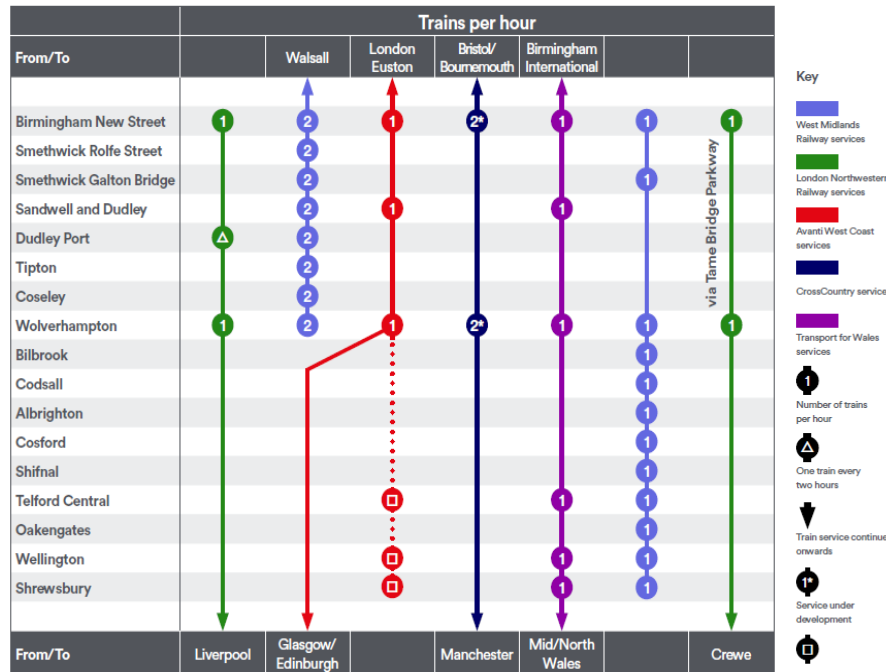 Trains per hour
From/To
Walsall
London
Euston
Bristol/
Bournemouth
Birmingham
International
Birmingham New Street 1 2 1 2* 1 1 1
Smethwick Rolfe Street 2
Smethwick Galton Bridge 2 1
Sandwell and Dudley 2 1 1
Dudley Port △ 2
Tipton 2
Coseley 2
Wolverhampton 1 2 1 2* 1 1 1
via Tame Bridge Parkway
Bilbrook 1
Codsall 1
Albrighton 1
Cosford 1
Shifnal 1
Telford Central 1 1
Oakengates 1
Wellington 1 1
Shrewsbury 1 1
From/To
Liverpool
Glasgow/
Edinburgh
Manchester
Mid/North
Wales
Crewe
Key
West Midlands
Railway services
London Northwestern
Railway services
Avanti West Coast
services
CrossCountry service
Transport for Wales
services
1
Number of trains
per hour
△
One train every
two hours
Train service continue
onwards
1*
Service under
development